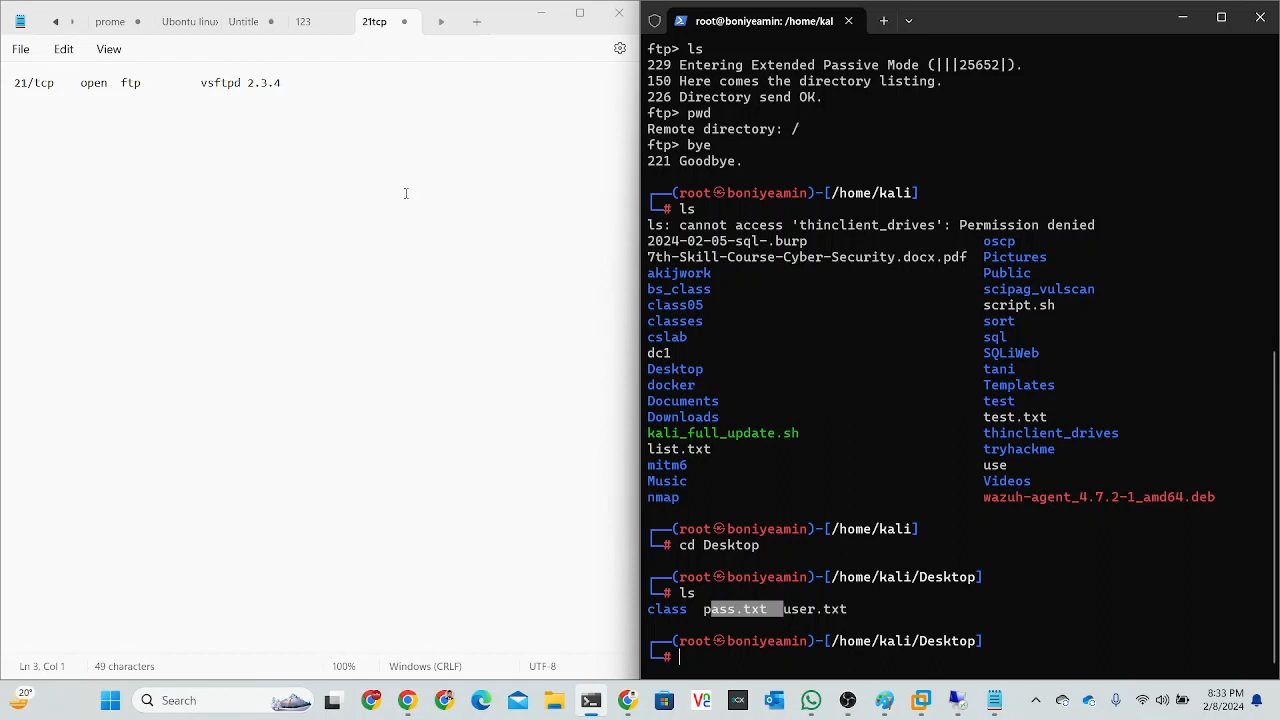 pome
Ubuntu linux
Untitle
123
21tcp
File Edit View
21/tcp open ftp vsftpd 2.3.4
Ln 3, Col 1
49 characters
100%
Windows (CRLF)
UTF-8
root@boniyeamin: /home/kal
ftp> ls
229 Entering Extended Passive Mode (|||25652|).
150 Here comes the directory listing.
226 Directory send OK.
ftp> pwd
Remote directory: /
ftp> bye
221 Goodbye.
┌──(root㉿boniyeamin)-[/home/kali]
└─# ls
ls: cannot access 'thinclient_drives': Permission denied
2024-02-05-sql-.burp oscp
7th-Skill-Course-Cyber-Security.docx.pdf Pictures
akijwork Public
bs_class scipag_vulscan
class05 script.sh
classes sort
cslab sql
dc1 SQLiWeb
Desktop tani
docker Templates
Documents test
Downloads test.txt
kali_full_update.sh thinclient_drives
list.txt tryhackme
mitm6 use
Music Videos
nmap wazuh-agent_4.7.2-1_amd64.deb
┌──(root㉿boniyeamin)-[/home/kali]
└─# cd Desktop
┌──(root㉿boniyeamin)-[/home/kali/Desktop]
└─# ls
class pass.txt user.txt
┌──(root㉿boniyeamin)-[/home/kali/Desktop]
└─#
20°
Search
8:33 PM
2/8/2024